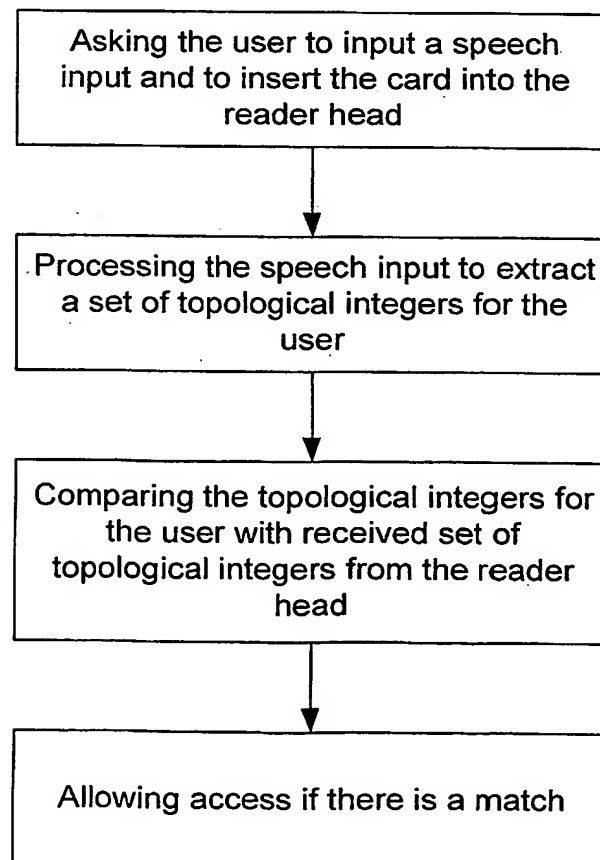 Asking the user to input a speech
input and to insert the card into the
reader head
Processing the speech input to extract
a set of topological integers for the
user
Comparing the topological integers for
the user with received set of
topological integers from the reader
head
Allowing access if there is a match